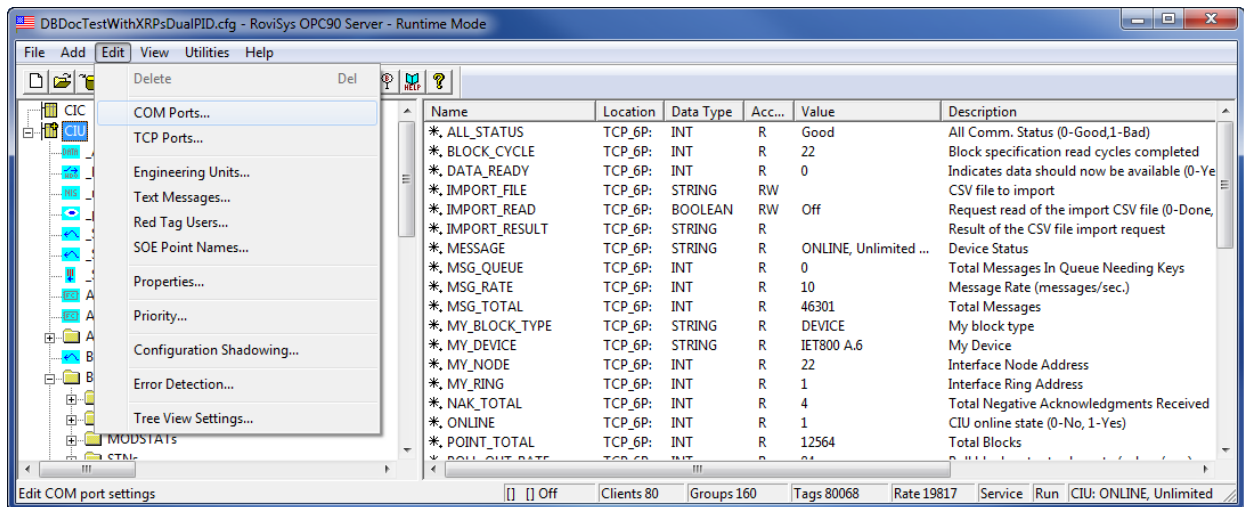 DBDocTestWithXRPsDualPID.cfg - RoviSys OPC90 Server - Runtime Mode
File Add Edit View Utilities Help
Delete Del
COM Ports...
TCP Ports...
Engineering Units...
Text Messages...
Red Tag Users...
SOE Point Names...
Properties...
Priority...
Configuration Shadowing...
Error Detection...
Tree View Settings...
HELP
CIC
CIU
MODSTATs
STNs
Name Location Data Type Acc... Value Description
ALL_STATUS TCP_6P: INT R Good All Comm. Status (0-Good,1-Bad)
BLOCK_CYCLE TCP_6P: INT R 22 Block specification read cycles completed
DATA_READY TCP_6P: INT R 0 Indicates data should now be available (0-Ye
IMPORT_FILE TCP_6P: STRING RW CSV file to import
IMPORT_READ TCP_6P: BOOLEAN RW Off Request read of the import CSV file (0-Done,
IMPORT_RESULT TCP_6P: STRING R Result of the CSV file import request
MESSAGE TCP_6P: STRING R ONLINE, Unlimited ... Device Status
MSG_QUEUE TCP_6P: INT R 0 Total Messages In Queue Needing Keys
MSG_RATE TCP_6P: INT R 10 Message Rate (messages/sec.)
MSG_TOTAL TCP_6P: INT R 46301 Total Messages
MY_BLOCK_TYPE TCP_6P: STRING R DEVICE My block type
MY_DEVICE TCP_6P: STRING R IET800 A.6 My Device
MY_NODE TCP_6P: INT R 22 Interface Node Address
MY_RING TCP_6P: INT R 1 Interface Ring Address
NAK_TOTAL TCP_6P: INT R 4 Total Negative Acknowledgments Received
ONLINE TCP_6P: INT R 1 CIU online state (0-No, 1-Yes)
POINT_TOTAL TCP_6P: INT R 12564 Total Blocks
Edit COM port settings [] [] Off Clients 80 Groups 160 Tags 80068 Rate 19817 Service Run CIU: ONLINE, Unlimited